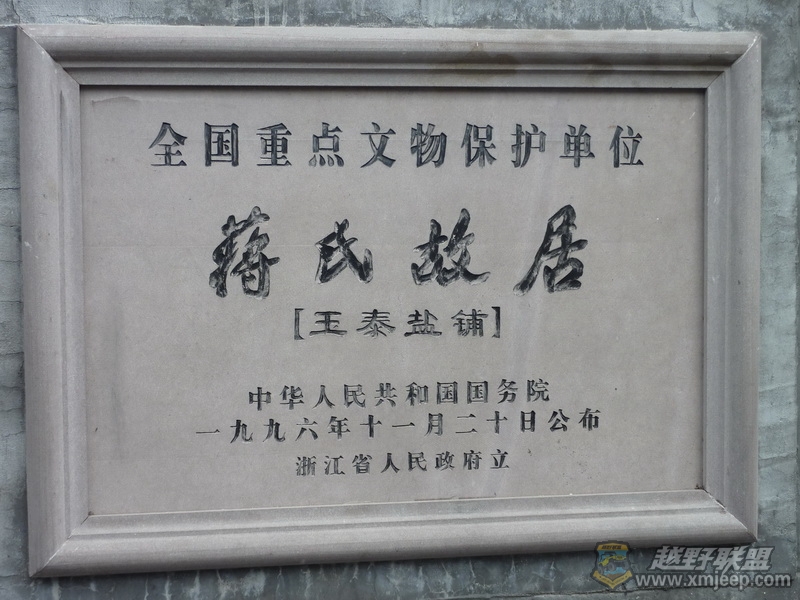 全国重点文物保护单位
蒋氏故居
[玉泰盐铺]
中华人民共和国国务院
一九九六年十一月二十日公布
浙江省人民政府立
越野联盟
www.xmjeep.com